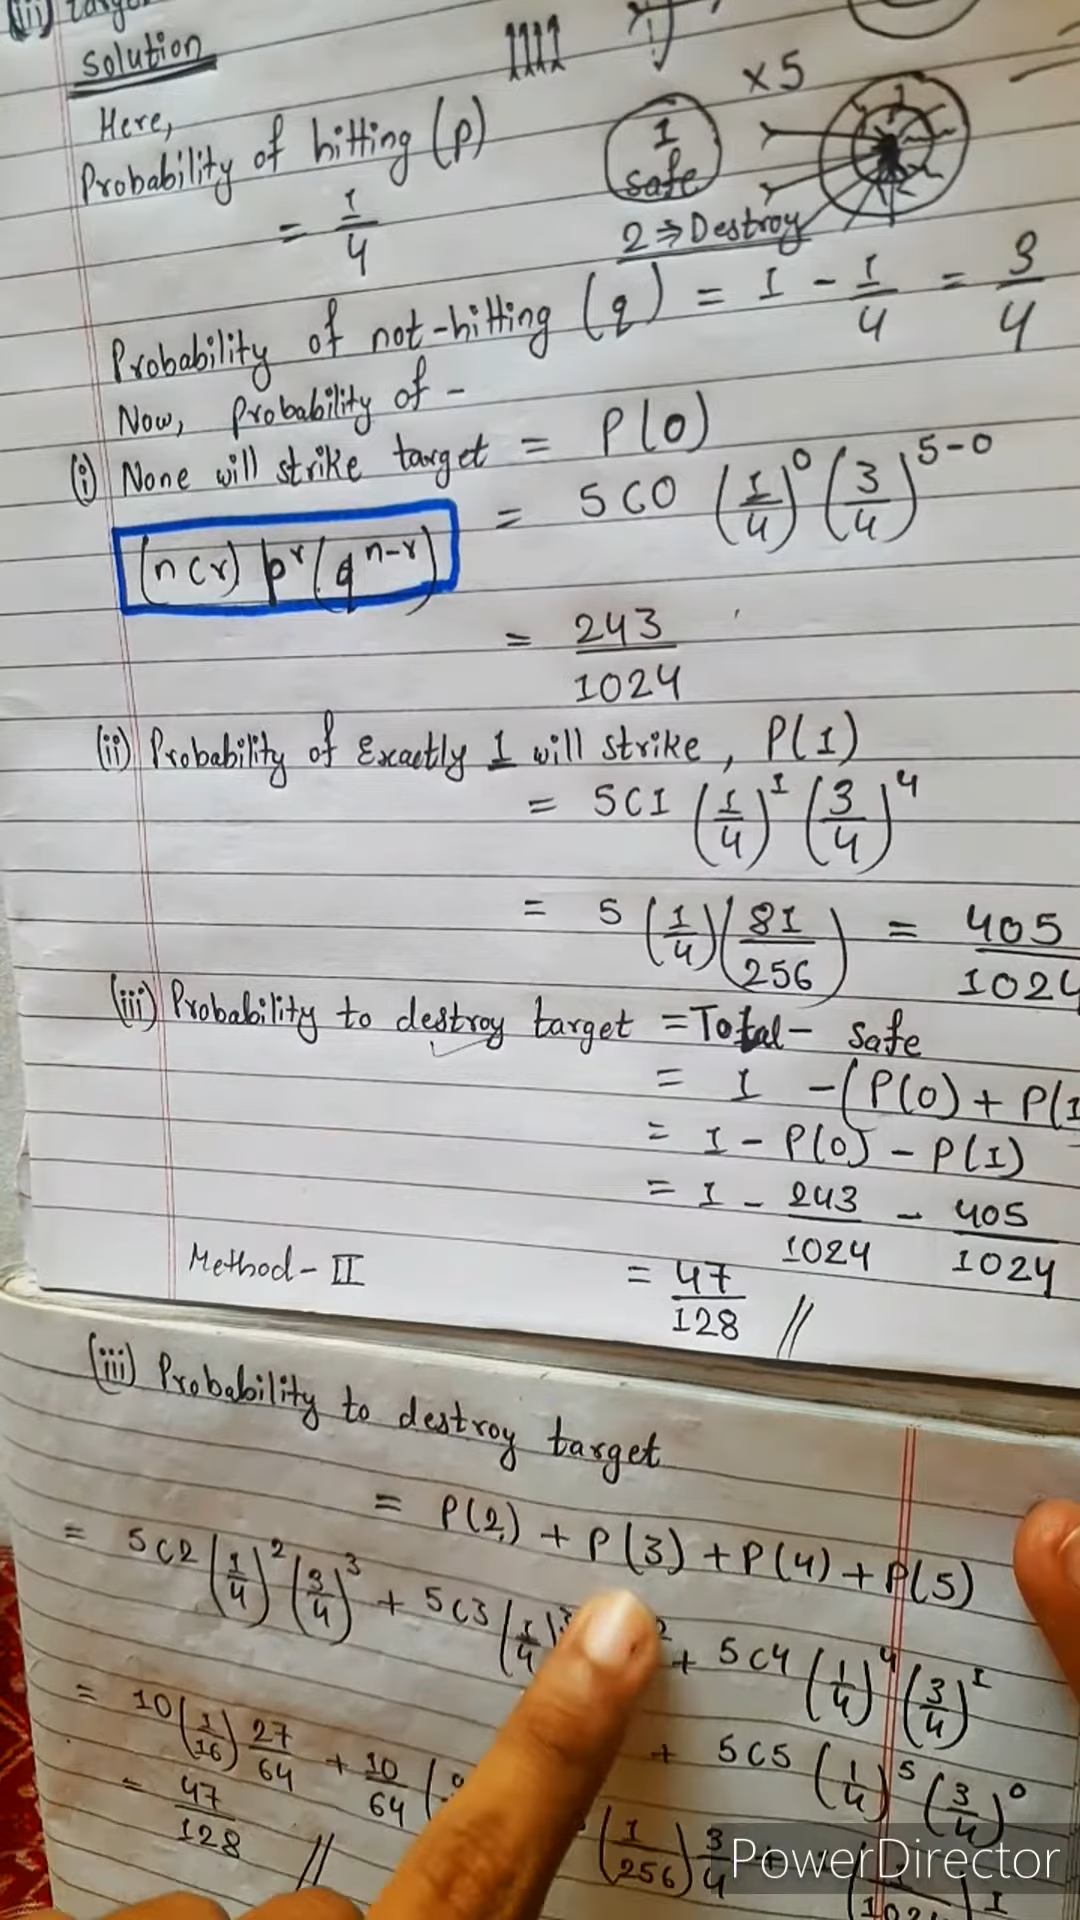 (ii) target
Solution
Here,
× 5
Probability of hitting (p)
1
safe
= 1/4
2 ⇒ Destroy
Probability of not-hitting (q) = 1 - 1/4 = 3/4
Now, Probability of -
(i) None will strike target = P(0)
= 5C0 (1/4)^0 (3/4)^5-0
(nCr) p^r (q^n-r)
= 243/1024
(ii) Probability of Exactly 1 will strike, P(1)
= 5C1 (1/4)^1 (3/4)^4
= 5 (1/4)(81/256) = 405/1024
(iii) Probability to destroy target = Total - safe
= 1 - (P(0) + P(1
= 1 - P(0) - P(1)
= 1 - 243/1024 - 405/1024
Method - II
= 47/128 //
(iii) Probability to destroy target
= P(2) + P(3) + P(4) + P(5)
= 5C2 (1/4)^2 (3/4)^3 + 5C3 (1/4 + 5C4 (1/4)^4 (3/4)^1
+ 5C5 (1/4)^5 (3/4)^0
= 10 (1/16) 27/64 + 10/64 ( (1/256) 3/4 +
= 47/128 //
PowerDirector